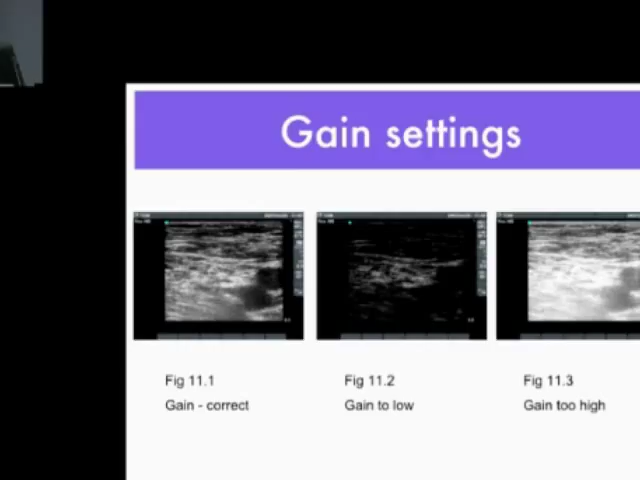 Gain settings
Fig 11.1
Gain - correct
Fig 11.2
Gain to low
Fig 11.3
Gain too high